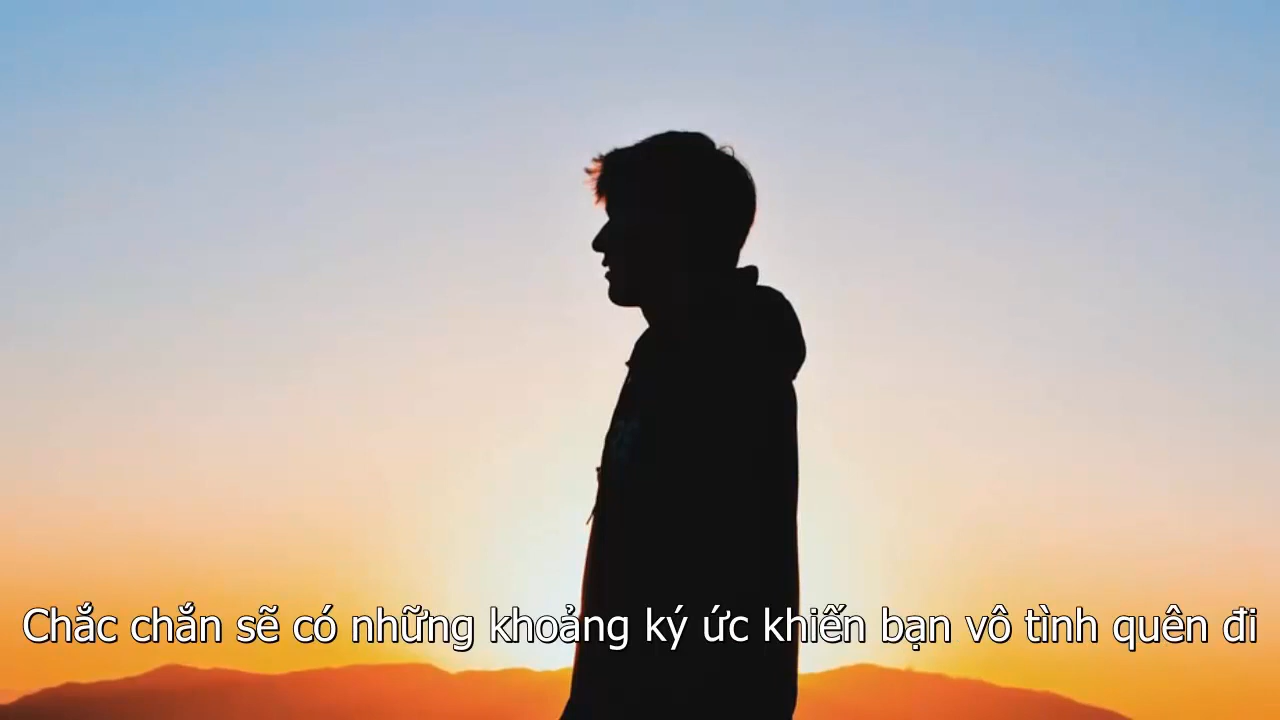 Chắc chắn sẽ có những khoảng ký ức khiến bạn vô tình quên đi